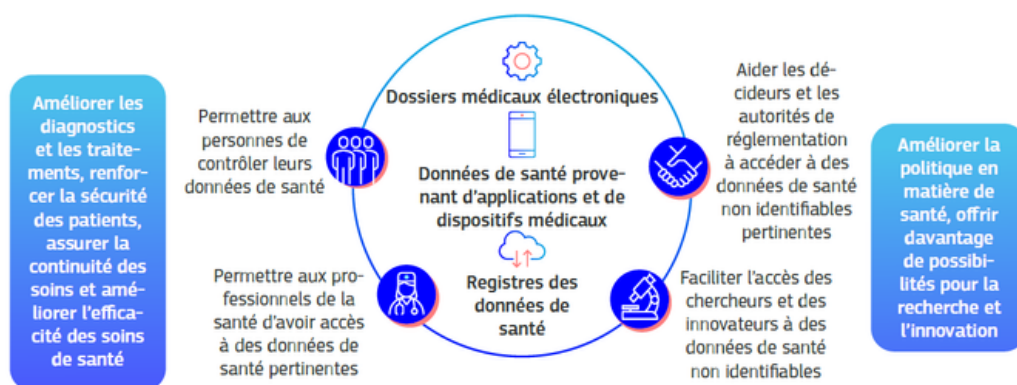 Améliorer les
diagnostics
et les traite-
ments, renfor-
cer la sécurité
des patients,
assurer la
continuité des
soins et amé-
liorer l'effica-
cité des soins
de santé
Permettre aux
personnes de
contrôler leurs
données de santé
Permettre aux pro-
fessionnels de la
santé d'avoir accès
à des données de
santé pertinentes
Dossiers médicaux électroniques
Données de santé prove-
nant d'applications et de
dispositifs médicaux
Registres des
données de
santé
Aider les dé-
cideurs et les
autorités de
réglementation
à accéder à des
données de santé
non identifiables
pertinentes
Faciliter l'accès des
chercheurs et des
innovateurs à des
données de santé
non identifiables
Améliorer la
politique en
matière de
santé, offrir
davantage
de possibi-
lités pour la
recherche et
l'innovation